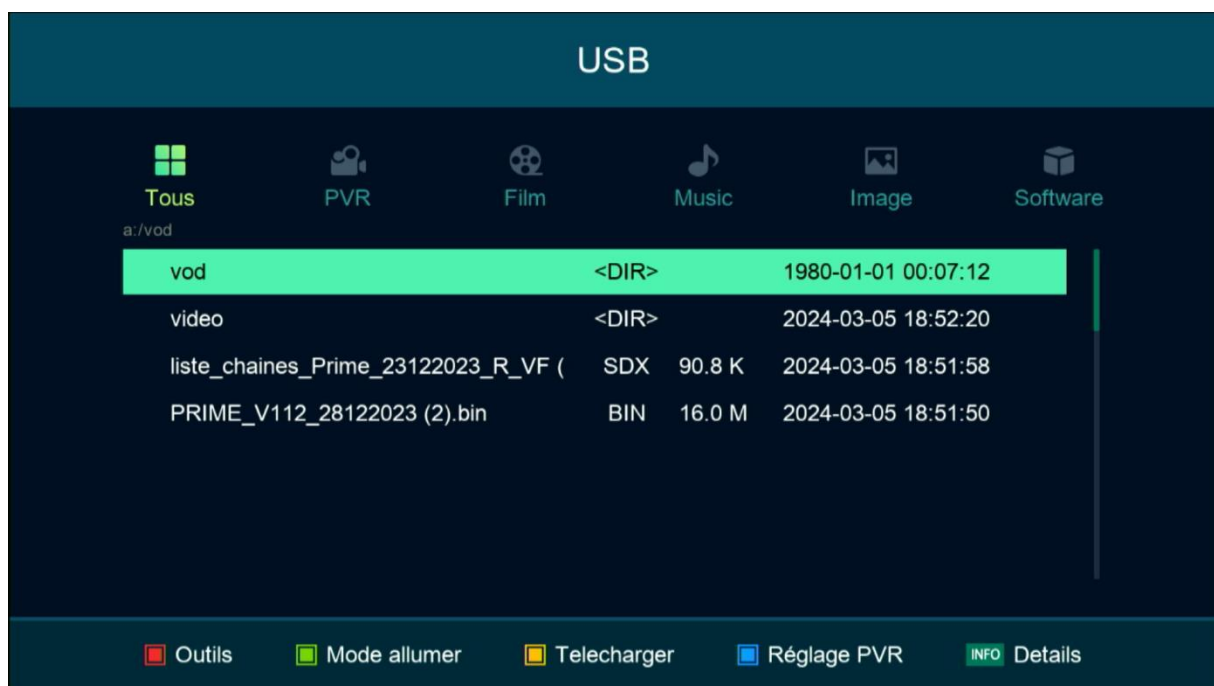 USB
Tous PVR Film Music Image Software
a:/vod
vod <DIR> 1980-01-01 00:07:12
video <DIR> 2024-03-05 18:52:20
liste_chaines_Prime_23122023_R_VF ( SDX 90.8 K 2024-03-05 18:51:58
PRIME_V112_28122023 (2).bin BIN 16.0 M 2024-03-05 18:51:50
Outils Mode allumer Telecharger Réglage PVR INFO Details